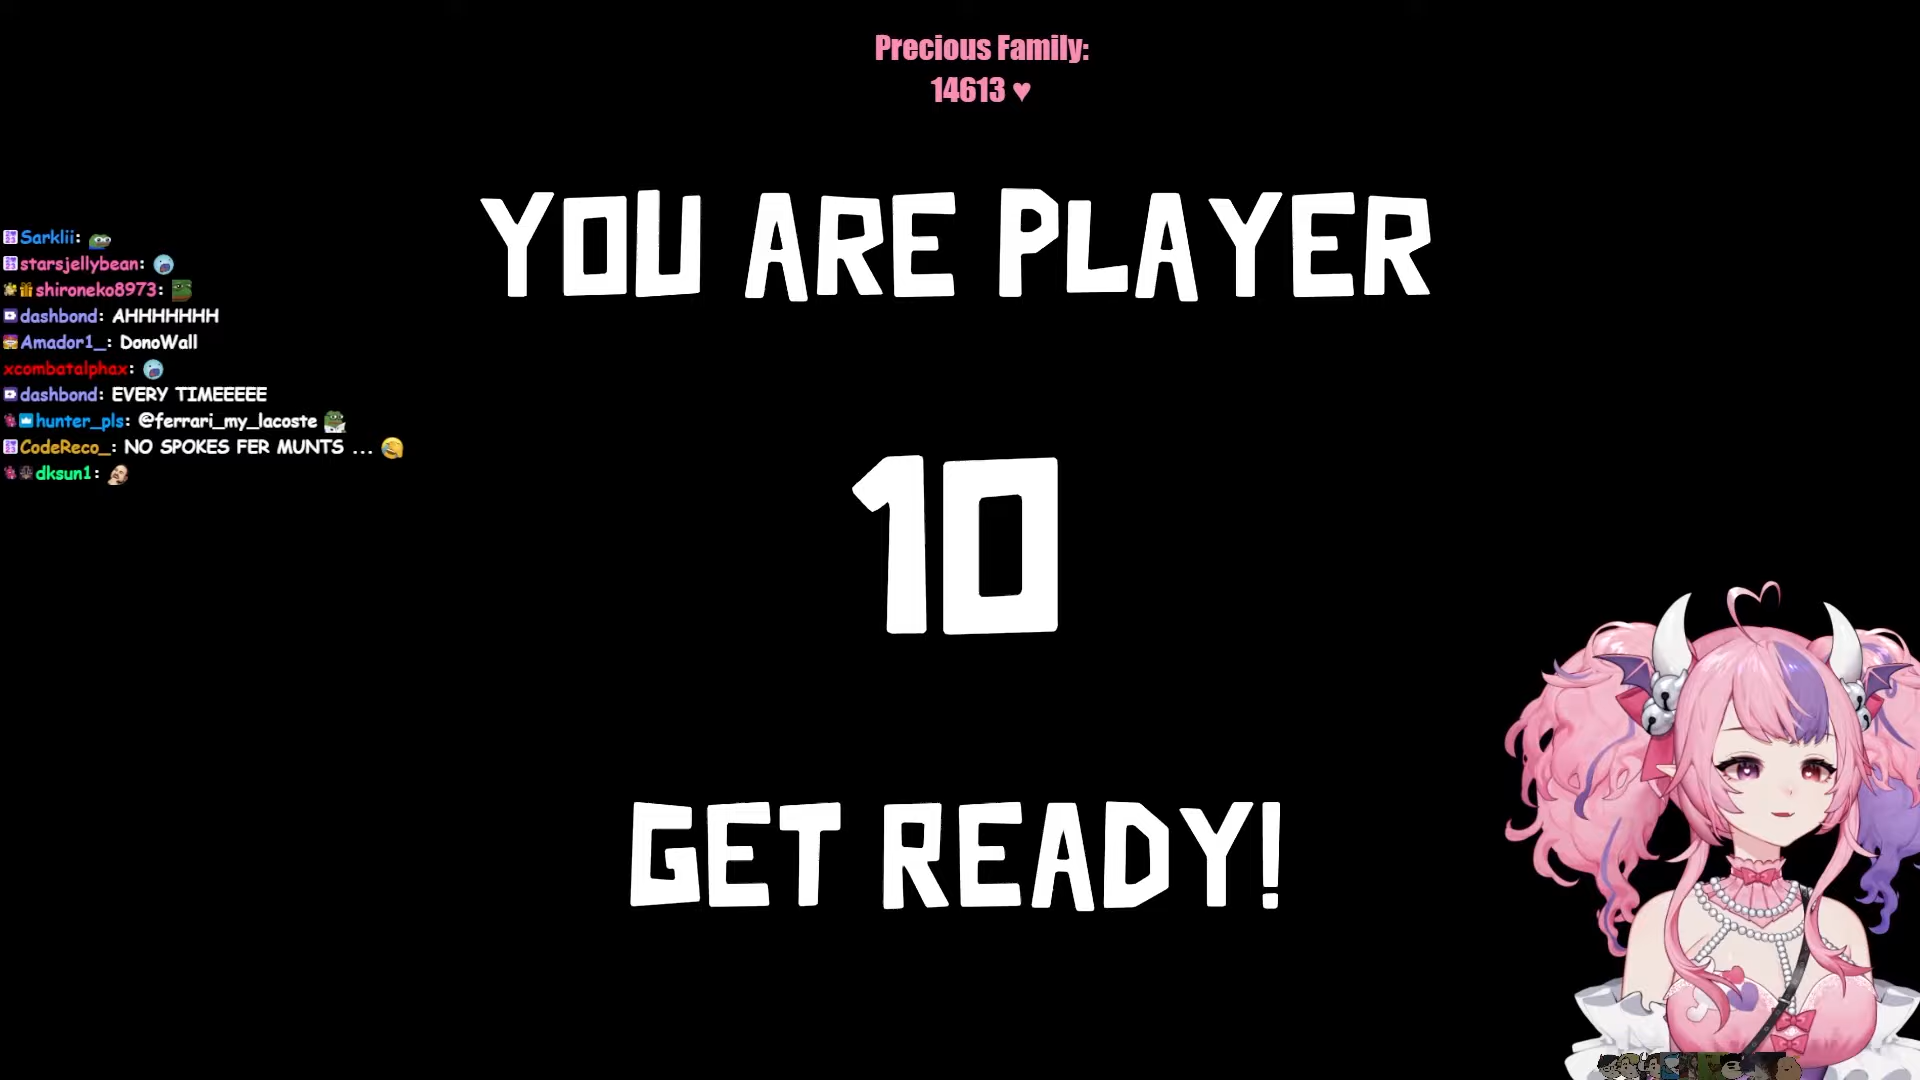 Precious Family:
14613 ♥
YOU ARE PLAYER
10
GET READY!
Sarklii:
starsjellybean:
shironeko8973:
dashbond: AHHHHHHH
Amador1_: DonoWall
xcombatalphax:
dashbond: EVERY TIMEEEEE
hunter_pls: @ferrari_my_lacoste
CodeReco_: NO SPOKES FER MUNTS ...
dksun1: